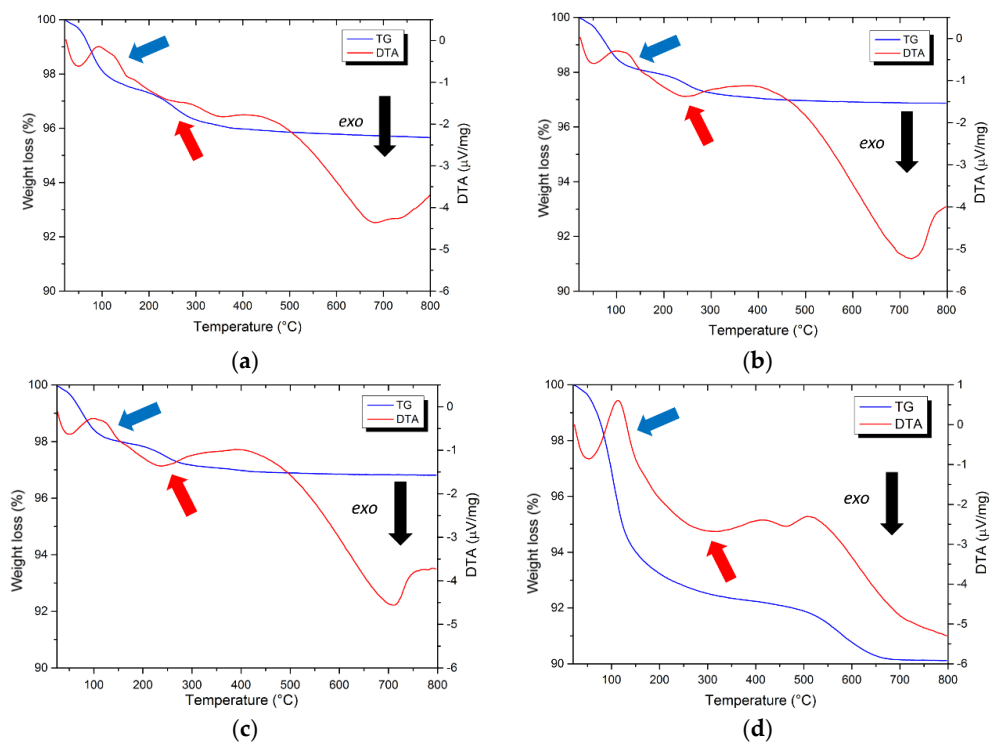 100
98
96
94
92
90
Weight loss (%)
TG
DTA
exo
0
-1
-2
-3
-4
-5
-6
DTA (μV/mg)
100 200 300 400 500 600 700 800
Temperature (°C)
(a)
100
98
96
94
92
90
Weight loss (%)
TG
DTA
exo
0
-1
-2
-3
-4
-5
-6
DTA (μV/mg)
100 200 300 400 500 600 700 800
Temperature (°C)
(b)
100
98
96
94
92
90
Weight loss (%)
TG
DTA
exo
0
-1
-2
-3
-4
-5
-6
DTA (μV/mg)
100 200 300 400 500 600 700 800
Temperature (°C)
(c)
100
98
96
94
92
90
Weight loss (%)
TG
DTA
exo
1
0
-1
-2
-3
-4
-5
-6
DTA (μV/mg)
100 200 300 400 500 600 700 800
Temperature (°C)
(d)